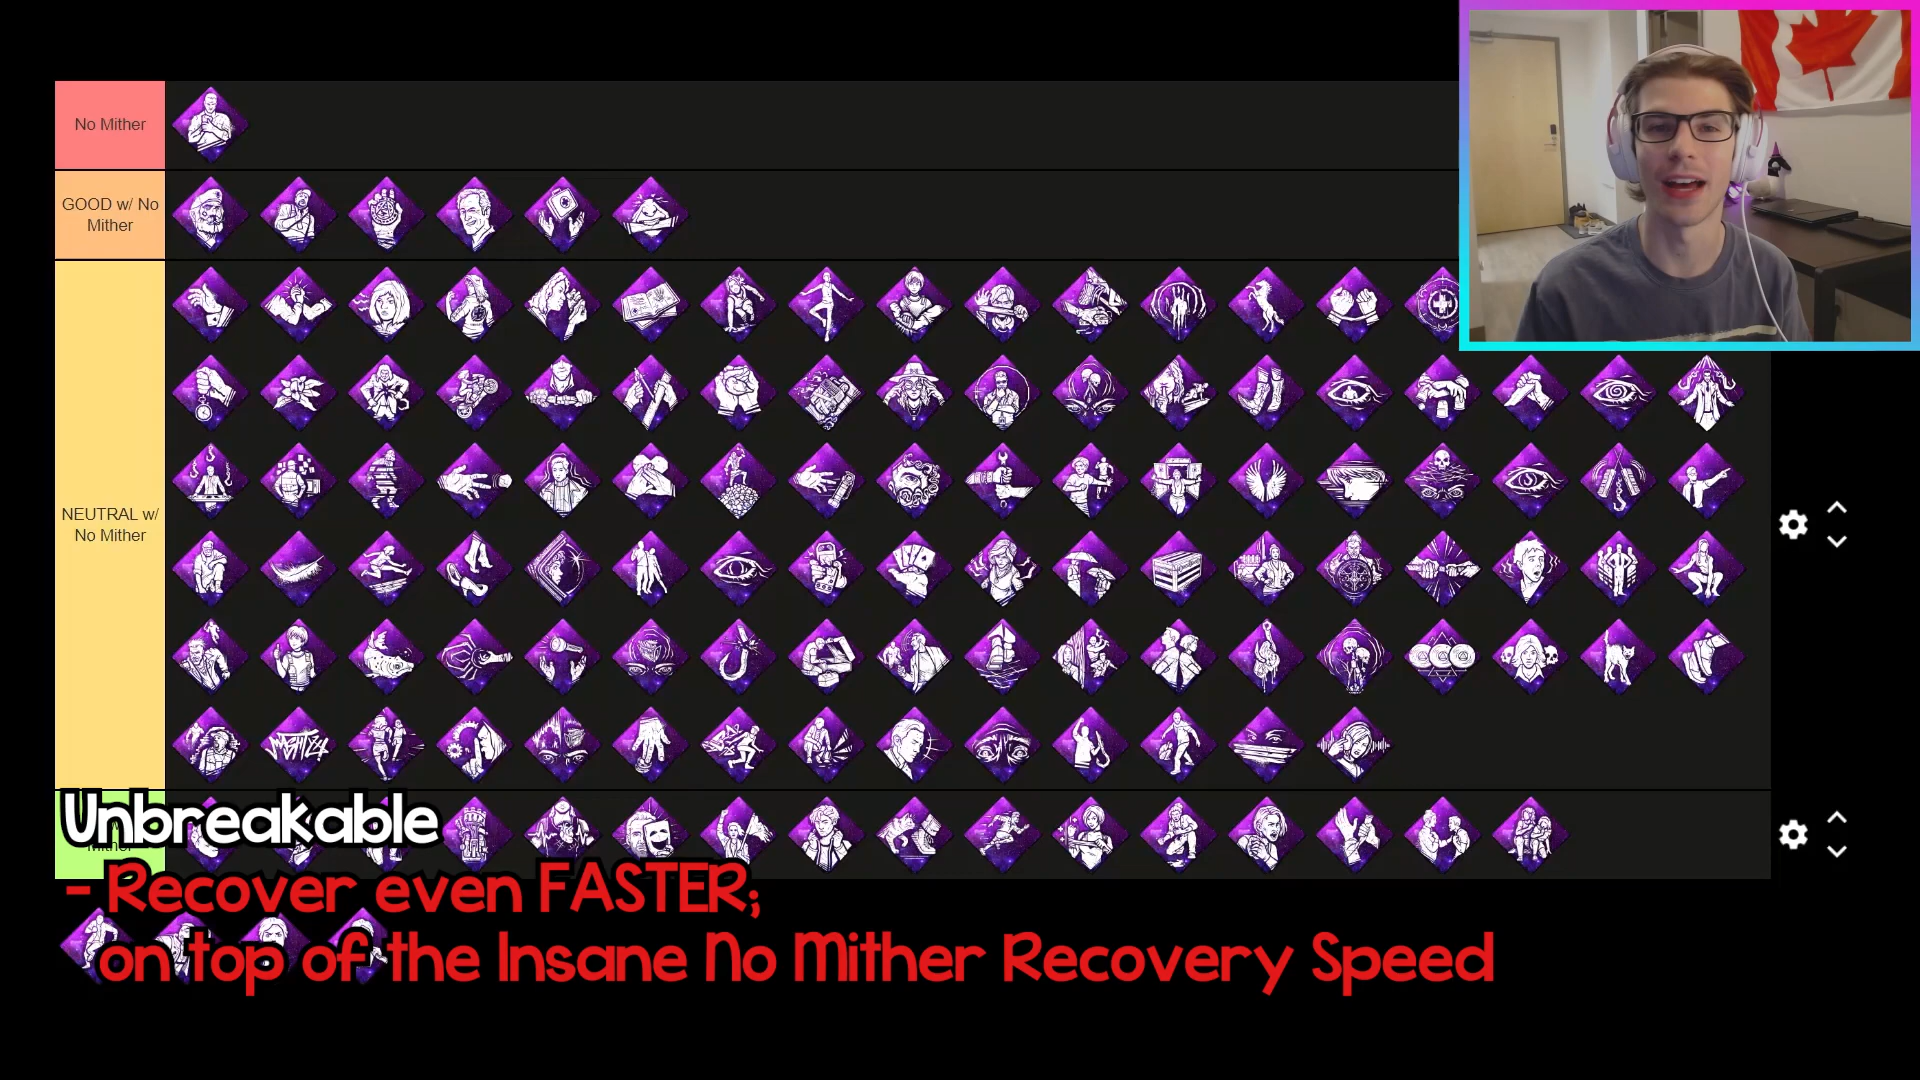 No Mither
GOOD w/ No
Mither
NEUTRAL w/
No Mither
Mither
Unbreakable
- Recover even FASTER;
on top of the Insane No Mither Recovery Speed